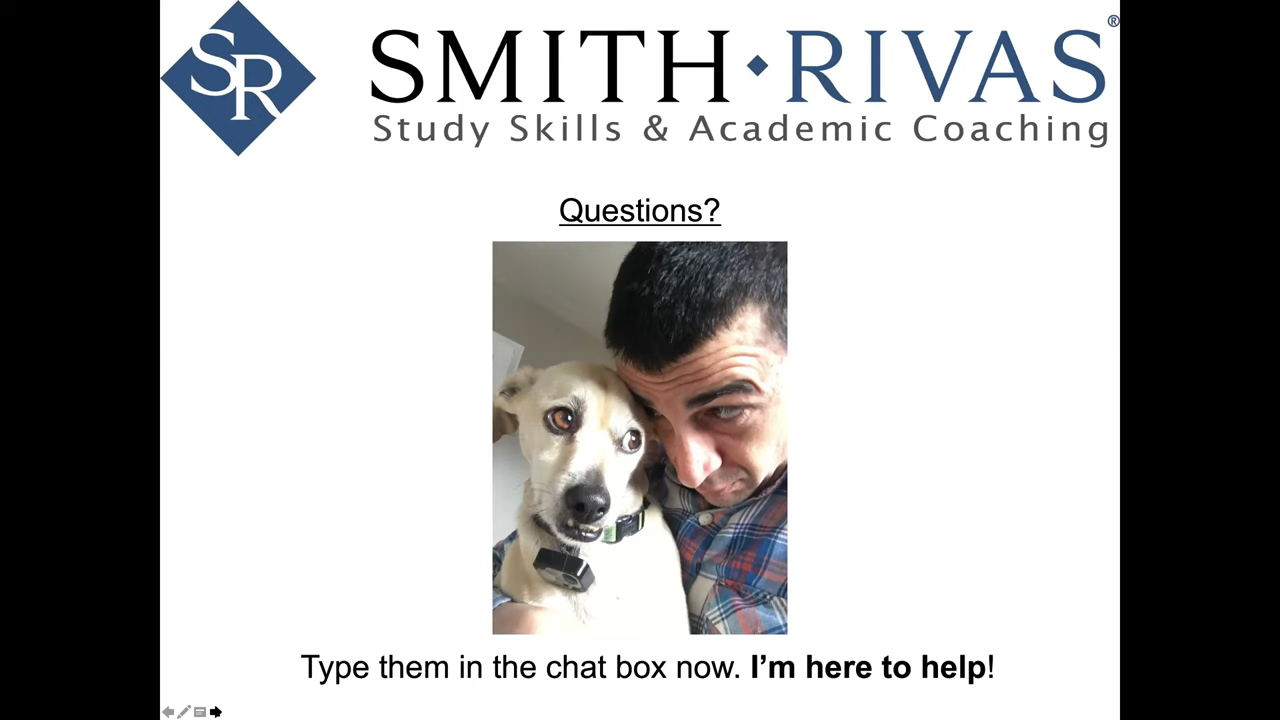 SR
SMITH RIVAS®
Study Skills & Academic Coaching
Questions?
Type them in the chat box now. I’m here to help!